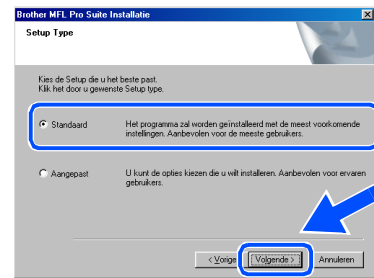 Brother MFL Pro Suite Installatie
Setup Type
Kies de Setup die u het beste past.
Klik het door u gewenste Setup type.
Standaard
Het programma zal worden geïnstalleerd met de meest voorkomende
instellingen. Aanbevolen voor de meeste gebruikers.
Aangepast
U kunt de opties kiezen die u wilt installeren. Aanbevolen voor ervaren
gebruikers.
< Vorige
Volgende >
Annuleren